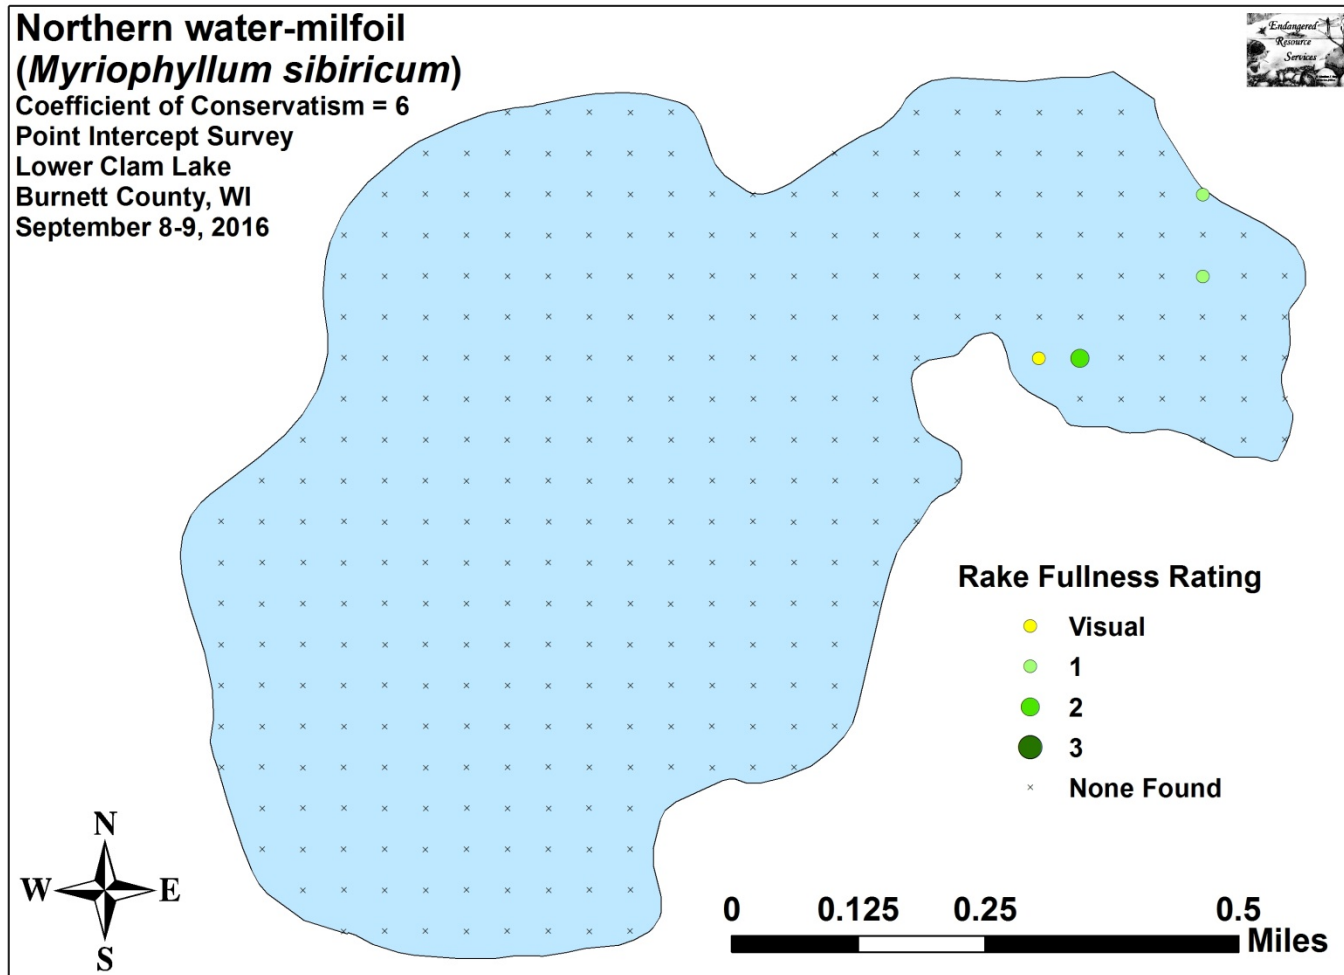 Northern water-milfoil
(Myriophyllum sibiricum)
Coefficient of Conservatism = 6
Point Intercept Survey
Lower Clam Lake
Burnett County, WI
September 8-9, 2016
Endangered
Resource
Services
Rake Fullness Rating
Visual
1
2
3
None Found
N
W E
S
0 0.125 0.25 0.5
Miles